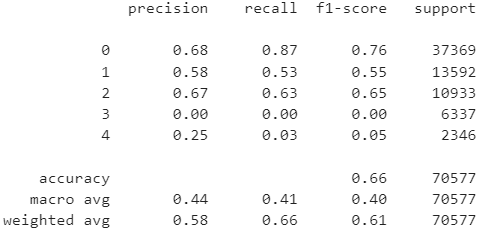 precision recall f1-score support
0 0.68 0.87 0.76 37369
1 0.58 0.53 0.55 13592
2 0.67 0.63 0.65 10933
3 0.00 0.00 0.00 6337
4 0.25 0.03 0.05 2346
accuracy 0.66 70577
macro avg 0.44 0.41 0.40 70577
weighted avg 0.58 0.66 0.61 70577